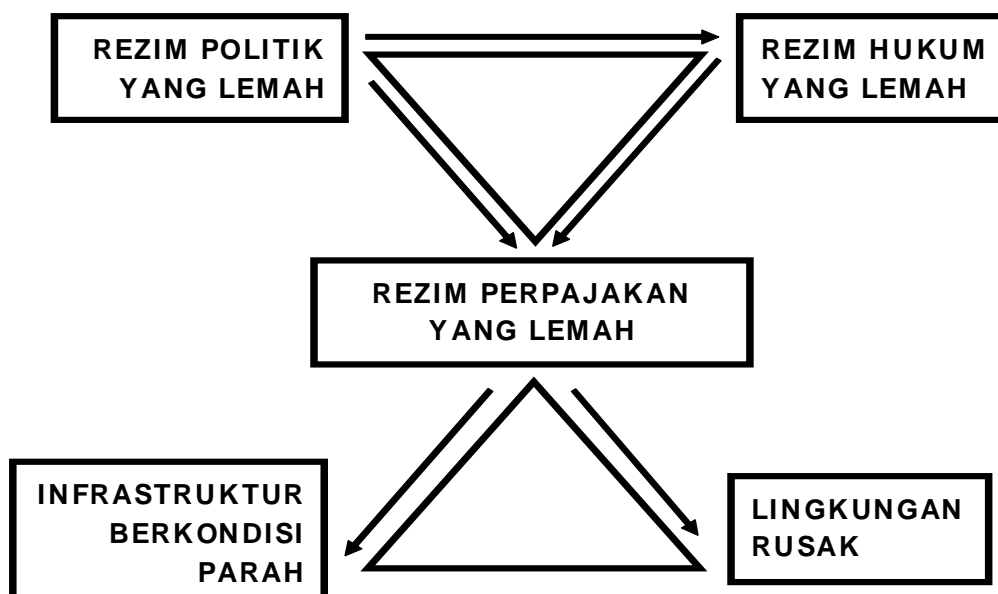 REZIM POLITIK
YANG LEMAH
REZIM HUKUM
YANG LEMAH
REZIM PERPAJAKAN
YANG LEMAH
INFRASTRUKTUR
BERKONDISI
PARAH
LINGKUNGAN
RUSAK